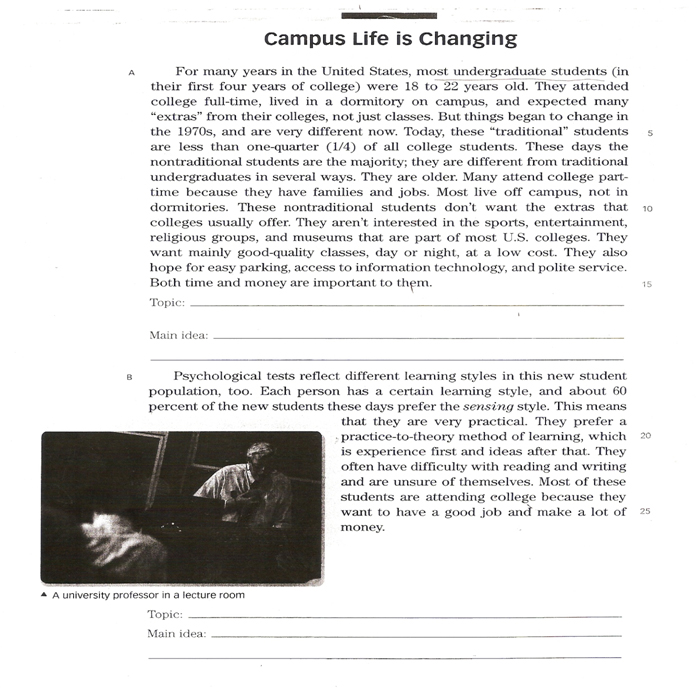 Campus Life is Changing
A
For many years in the United States, most undergraduate students (in
their first four years of college) were 18 to 22 years old. They attended
college full-time, lived in a dormitory on campus, and expected many
“extras” from their colleges, not just classes. But things began to change in
the 1970s, and are very different now. Today, these “traditional” students 5
are less than one-quarter (1/4) of all college students. These days the
nontraditional students are the majority; they are different from traditional
undergraduates in several ways. They are older. Many attend college part-
time because they have families and jobs. Most live off campus, not in
dormitories. These nontraditional students don’t want the extras that 10
colleges usually offer. They aren’t interested in the sports, entertainment,
religious groups, and museums that are part of most U.S. colleges. They
want mainly good-quality classes, day or night, at a low cost. They also
hope for easy parking, access to information technology, and polite service.
Both time and money are important to them. 15
Topic:
Main idea:
B
Psychological tests reflect different learning styles in this new student
population, too. Each person has a certain learning style, and about 60
percent of the new students these days prefer the sensing style. This means
that they are very practical. They prefer a
practice-to-theory method of learning, which 20
is experience first and ideas after that. They
often have difficulty with reading and writing
and are unsure of themselves. Most of these
students are attending college because they
want to have a good job and make a lot of 25
money.
▲ A university professor in a lecture room
Topic:
Main idea: